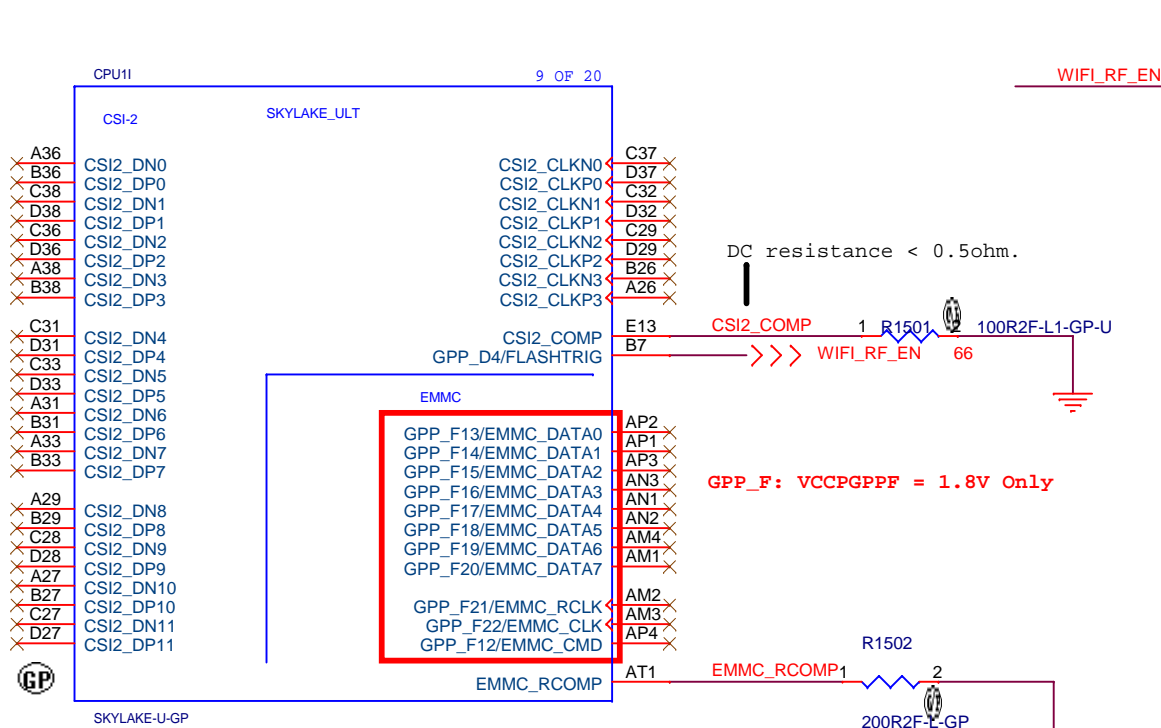 CPU1I
9 OF 20
WIFI_RF_EN
CSI-2
SKYLAKE_ULT
A36 CSI2_DN0
B36 CSI2_DP0
C38 CSI2_DN1
D38 CSI2_DP1
C36 CSI2_DN2
D36 CSI2_DP2
A38 CSI2_DN3
B38 CSI2_DP3
C31 CSI2_DN4
D31 CSI2_DP4
C33 CSI2_DN5
D33 CSI2_DP5
A31 CSI2_DN6
B31 CSI2_DP6
A33 CSI2_DN7
B33 CSI2_DP7
A29 CSI2_DN8
B29 CSI2_DP8
C28 CSI2_DN9
D28 CSI2_DP9
A27 CSI2_DN10
B27 CSI2_DP10
C27 CSI2_DN11
D27 CSI2_DP11
CSI2_CLKN0 C37
CSI2_CLKP0 D37
CSI2_CLKN1 C32
CSI2_CLKP1 D32
CSI2_CLKN2 C29
CSI2_CLKP2 D29
CSI2_CLKN3 B26
CSI2_CLKP3 A26
DC resistance < 0.5ohm.
CSI2_COMP E13 CSI2_COMP 1 R1501 2 100R2F-L1-GP-U
GPP_D4/FLASHTRIG B7 WIFI_RF_EN 66
EMMC
GPP_F13/EMMC_DATA0 AP2
GPP_F14/EMMC_DATA1 AP1
GPP_F15/EMMC_DATA2 AP3
GPP_F16/EMMC_DATA3 AN3
GPP_F17/EMMC_DATA4 AN1
GPP_F18/EMMC_DATA5 AN2
GPP_F19/EMMC_DATA6 AM4
GPP_F20/EMMC_DATA7 AM1
GPP_F: VCCPGPPF = 1.8V Only
GPP_F21/EMMC_RCLK AM2
GPP_F22/EMMC_CLK AM3
GPP_F12/EMMC_CMD AP4
R1502
EMMC_RCOMP AT1 EMMC_RCOMP 1 2
200R2F-L-GP
GP
SKYLAKE-U-GP